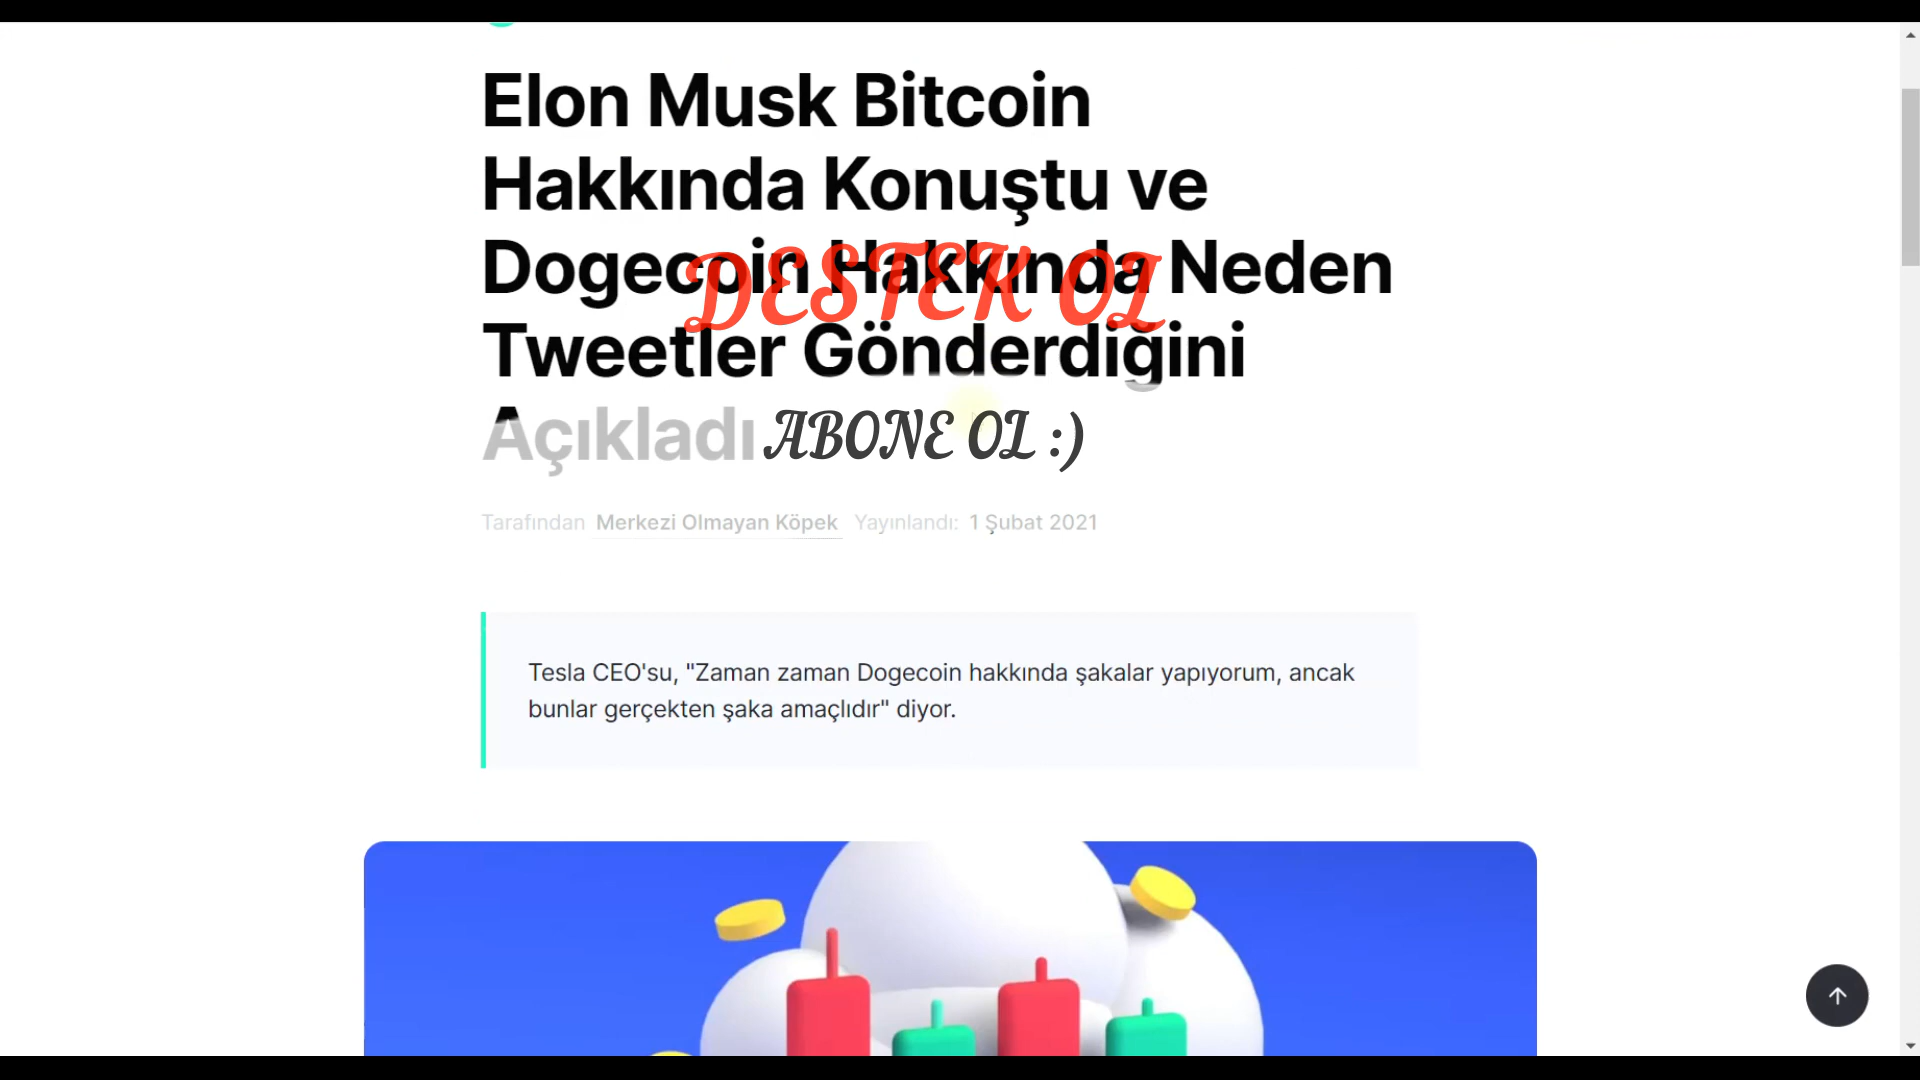 Elon Musk Bitcoin
Hakkında Konuştu ve
Dogecoin Hakkında Neden
DESTEK OL
Tweetler Gönderdiğini
Açıkladı
ABONE OL :)
Tarafından Merkezi Olmayan Köpek Yayınlandı: 1 Şubat 2021
Tesla CEO'su, "Zaman zaman Dogecoin hakkında şakalar yapıyorum, ancak
bunlar gerçekten şaka amaçlıdır" diyor.